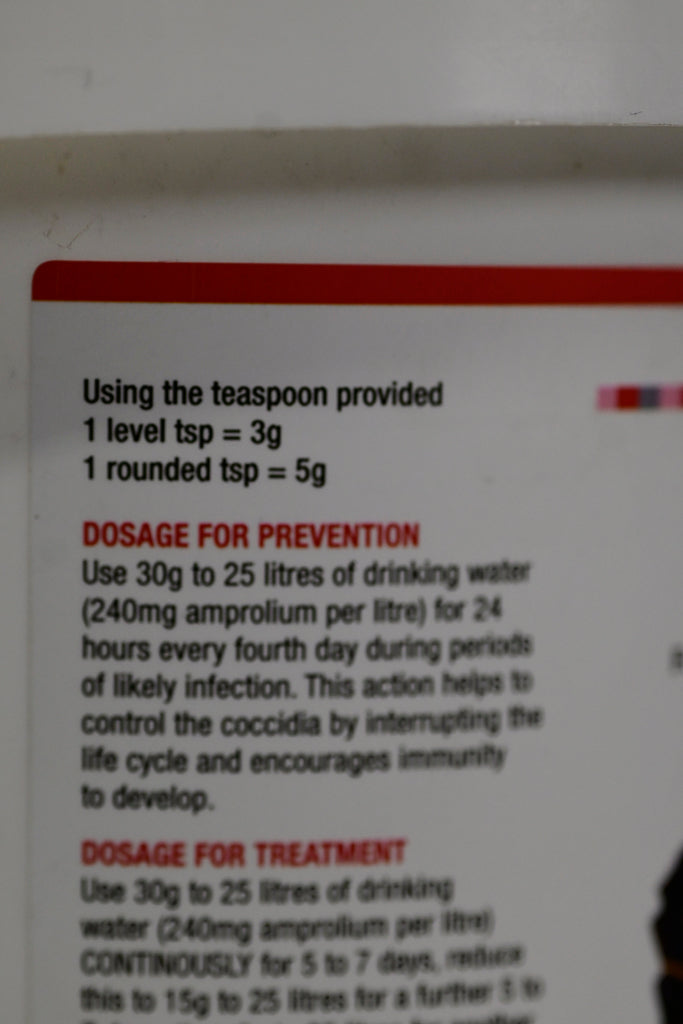 Using the teaspoon provided
1 level tsp = 3g
1 rounded tsp = 5g
DOSAGE FOR PREVENTION
Use 30g to 25 litres of drinking water
(240mg amprolium per litre) for 24
hours every fourth day during periods
of likely infection. This action helps to
control the coccidia by interrupting the
life cycle and encourages immunity
to develop.
DOSAGE FOR TREATMENT
Use 30g to 25 litres of drinking
water (240mg amprolium per litre)
CONTINOUSLY for 5 to 7 days, reduce
this to 15g to 25 litres for a further 5 to